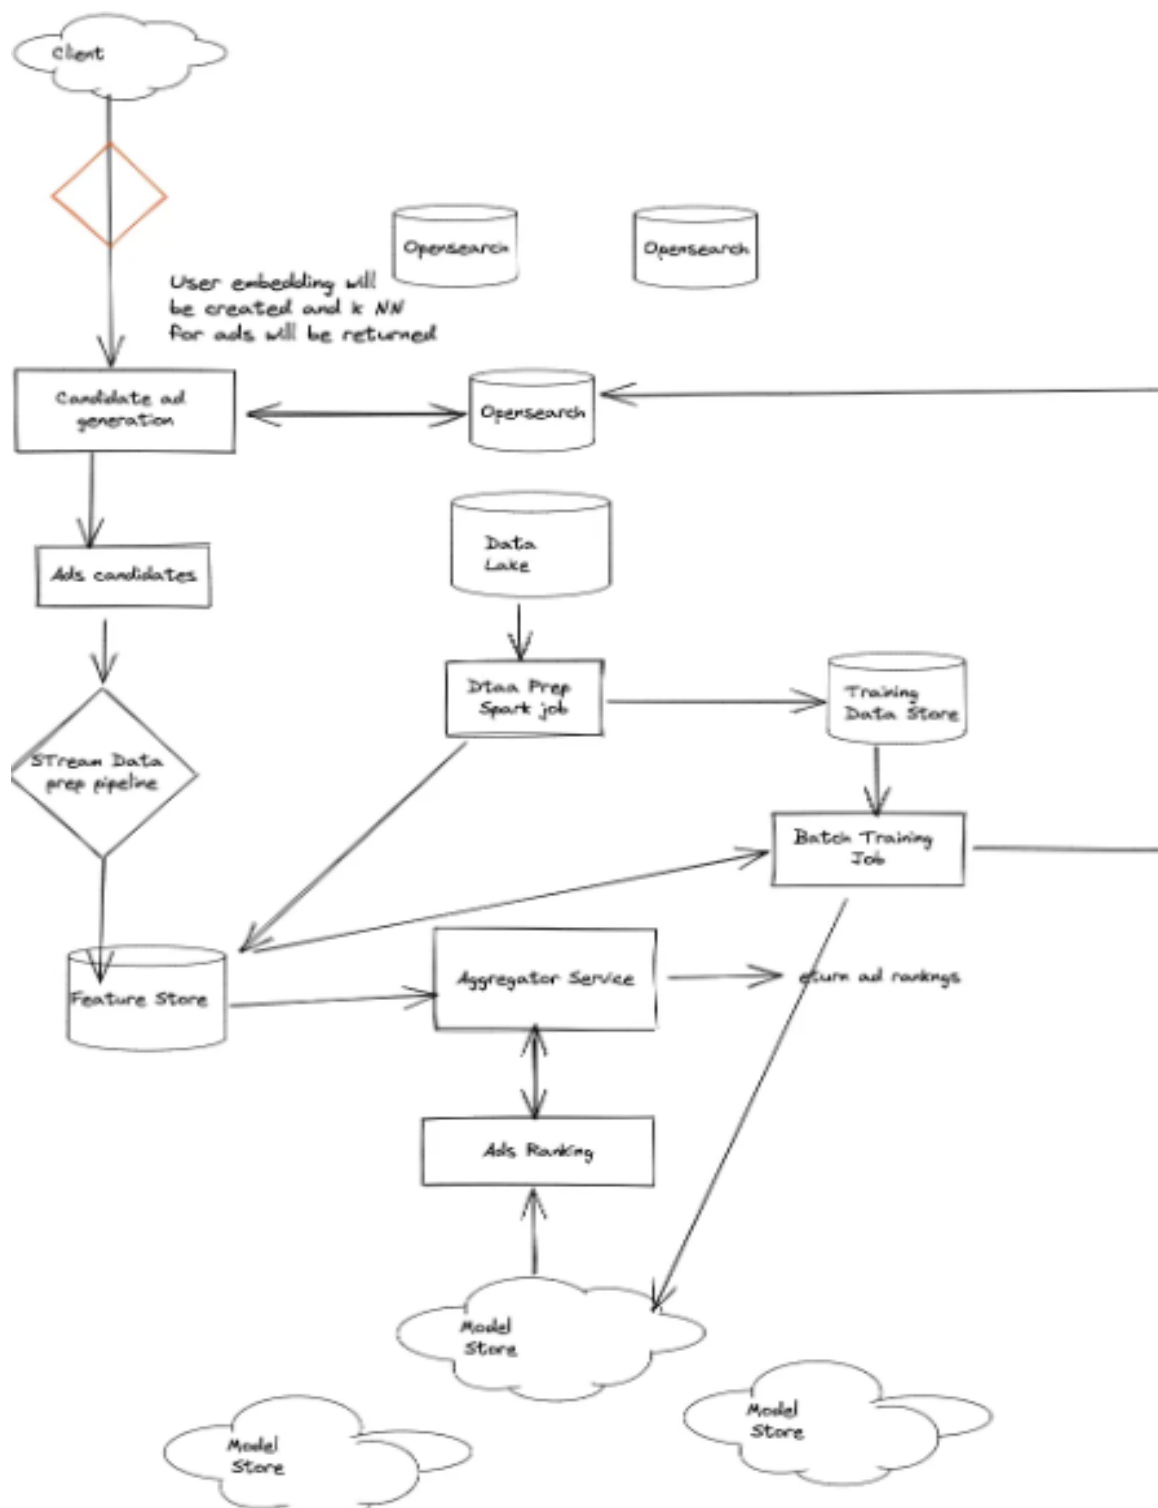 Client
Opensearch
Opensearch
User embedding will
be created and k NN
for ads will be returned
Candidate ad
generation
Opensearch
Data
Lake
Ads candidates
Dtaa Prep
Spark job
Training
Data Store
STream Data
prep pipeline
Batch Training
Job
Feature Store
Aggregator Service
eturn ad rankngs
Ads Ranking
Model
Store
Model
Store
Model
Store